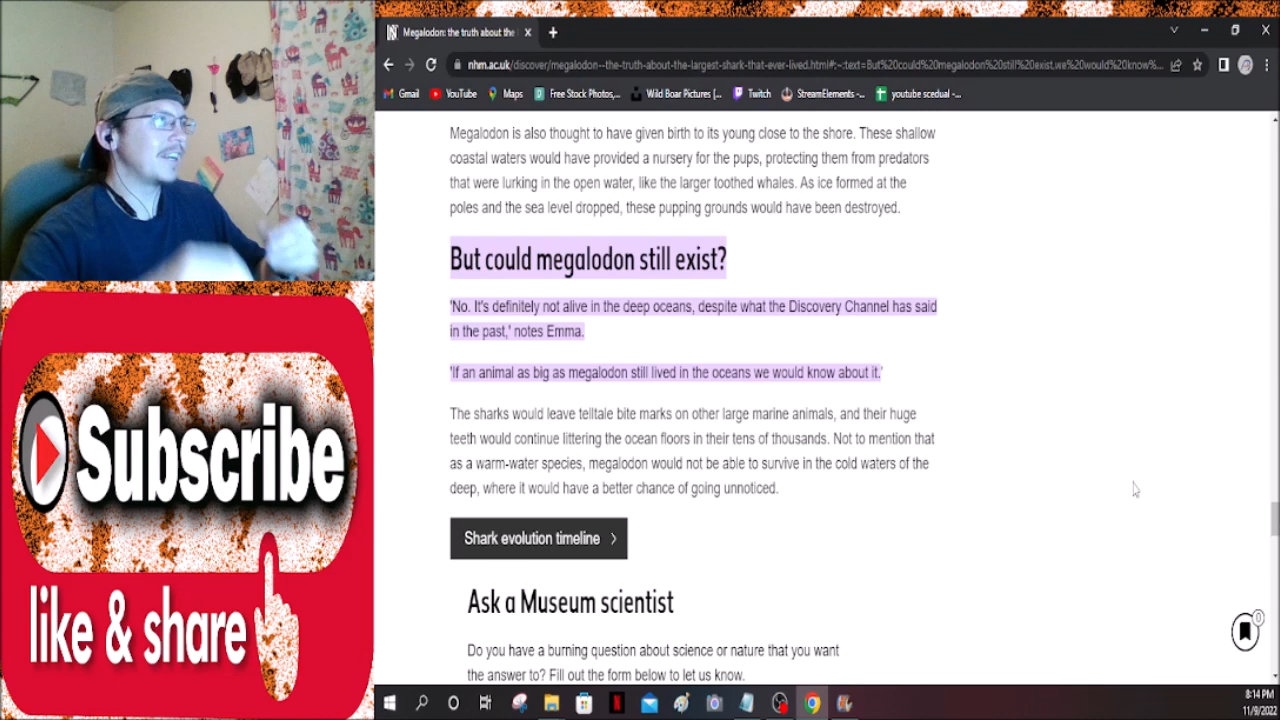 Megalodon: the truth about the
nhm.ac.uk/discover/megalodon--the-truth-about-the-largest-shark-that-ever-lived.html#:~:text=But%20could%20megalodon%20still%20exist,we%20would%20know%...
Gmail YouTube Maps Free Stock Photos,... Wild Boar Pictures [... Twitch StreamElements -... youtube scedual -...
Megalodon is also thought to have given birth to its young close to the shore. These shallow
coastal waters would have provided a nursery for the pups, protecting them from predators
that were lurking in the open water, like the larger toothed whales. As ice formed at the
poles and the sea level dropped, these pupping grounds would have been destroyed.
But could megalodon still exist?
'No. It's definitely not alive in the deep oceans, despite what the Discovery Channel has said
in the past,' notes Emma.
'If an animal as big as megalodon still lived in the oceans we would know about it.'
The sharks would leave telltale bite marks on other large marine animals, and their huge
teeth would continue littering the ocean floors in their tens of thousands. Not to mention that
as a warm-water species, megalodon would not be able to survive in the cold waters of the
deep, where it would have a better chance of going unnoticed.
Shark evolution timeline
Ask a Museum scientist
Do you have a burning question about science or nature that you want
the answer to? Fill out the form below to let us know.
0
Subscribe
like & share
8:14 PM
11/9/2022